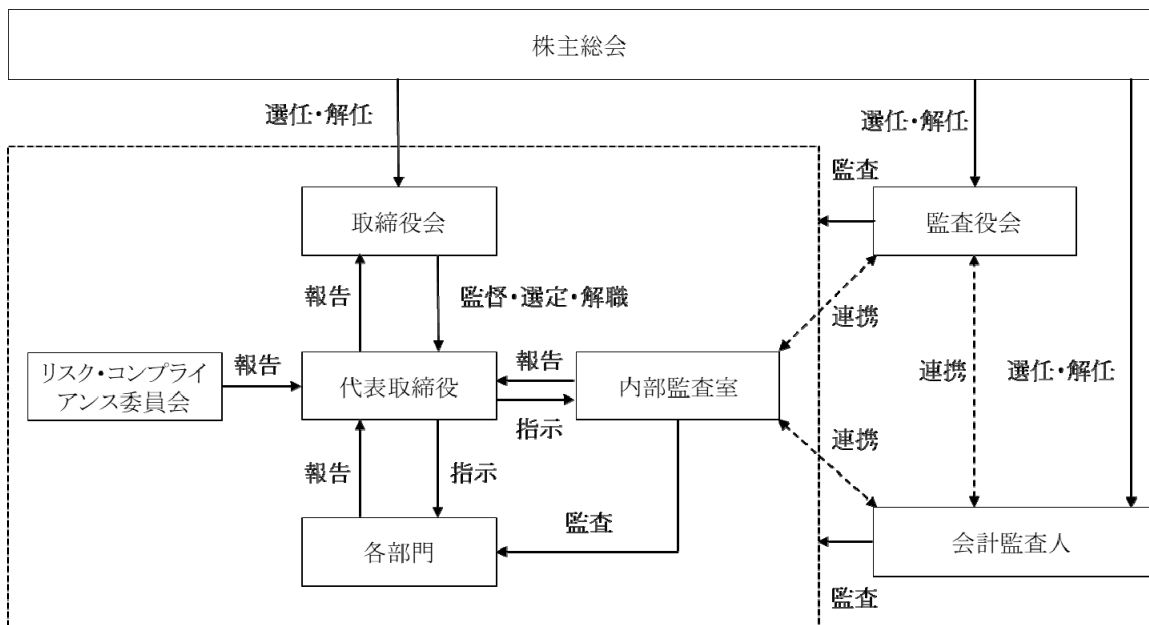 株主総会
選任・解任
選任・解任
監査
取締役会
監査役会
報告
監督・選定・解職
連携
リスク・コンプライ
アンス委員会
報告
代表取締役
報告
指示
内部監査室
連携
選任・解任
報告
指示
連携
各部門
監査
会計監査人
監査